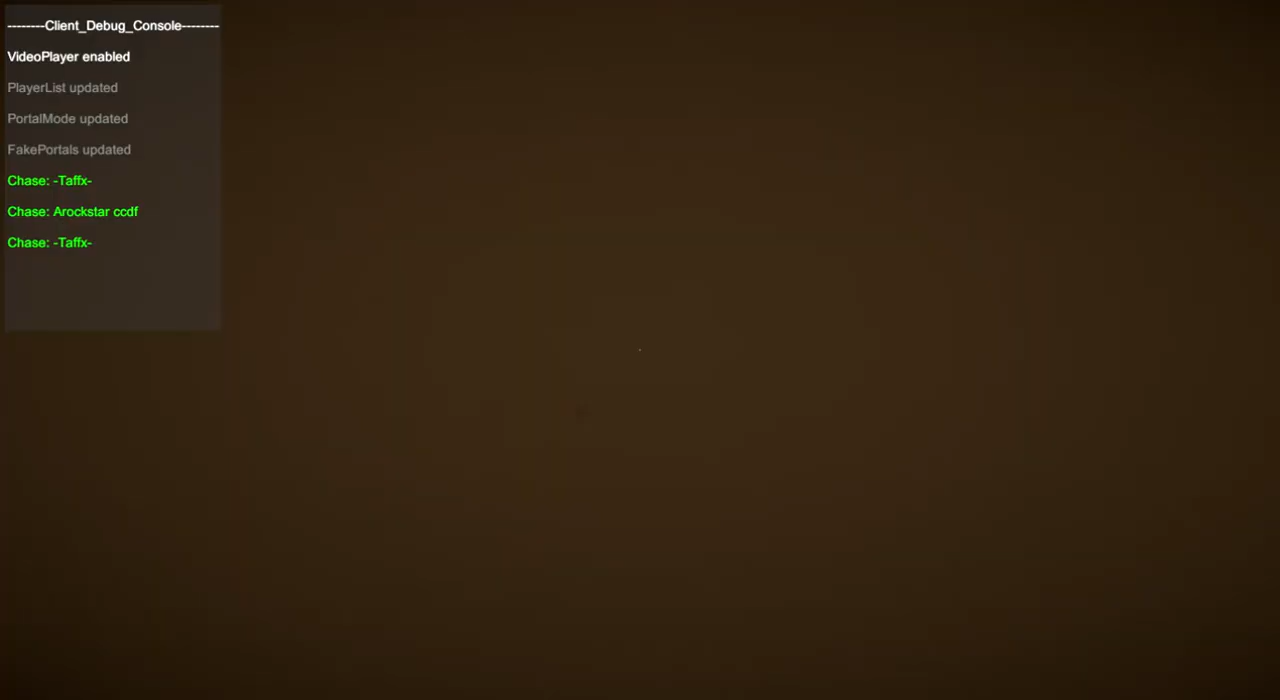 --------Client_Debug_Console--------
VideoPlayer enabled
PlayerList updated
PortalMode updated
FakePortals updated
Chase: -Taffx-
Chase: Arockstar ccdf
Chase: -Taffx-